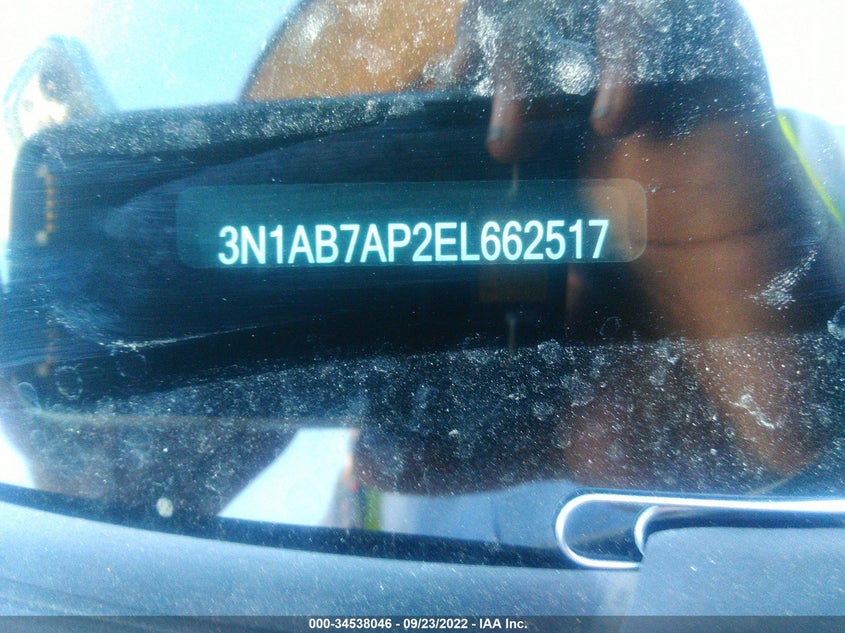 3N1AB7AP2EL662517
000-34538046 - 09/23/2022 - IAA Inc.